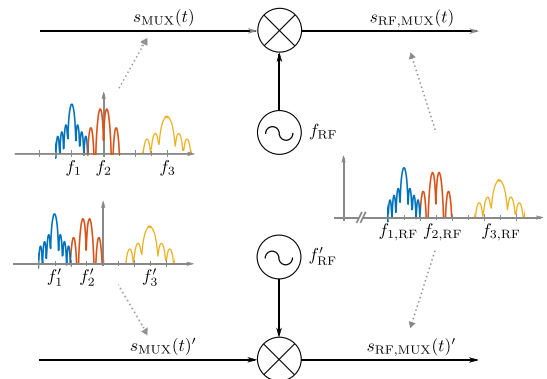 s_MUX(t)
s_RF,MUX(t)
f_RF
f_1
f_2
f_3
f_1,RF
f_2,RF
f_3,RF
f′_RF
f′_1
f′_2
f′_3
s_MUX(t)′
s_RF,MUX(t)′